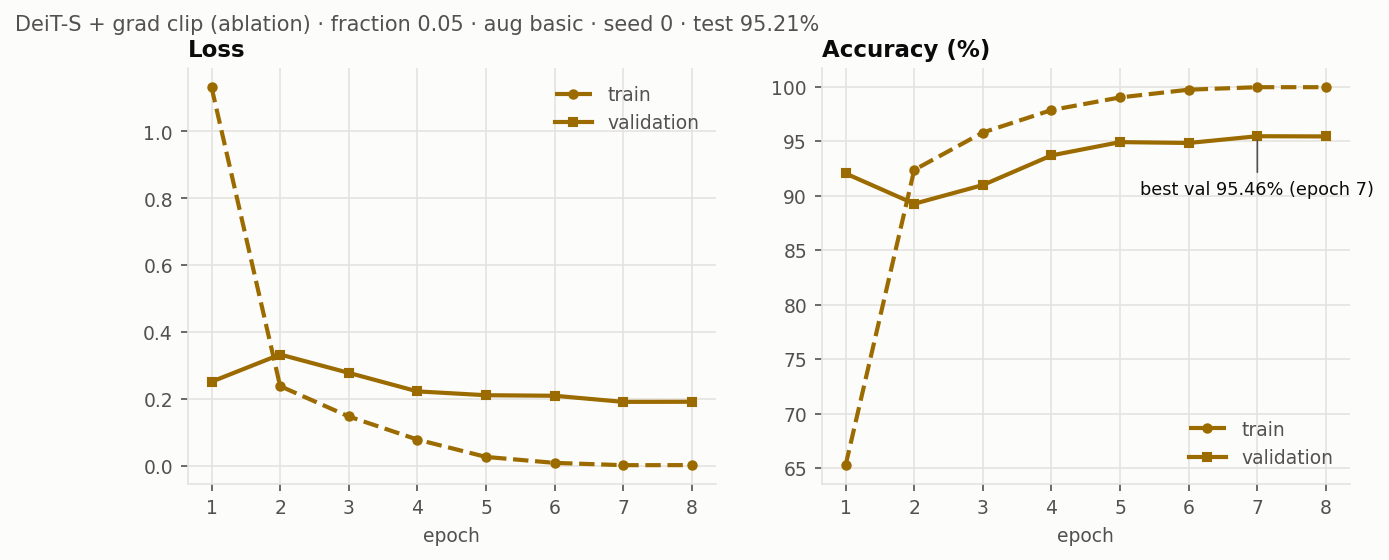 DeiT-S + grad clip (ablation) · fraction 0.05 · aug basic · seed 0 · test 95.21%
Loss
train
validation
1.0
0.8
0.6
0.4
0.2
0.0
1 2 3 4 5 6 7 8
epoch
Accuracy (%)
100
95
90
85
80
75
70
65
best val 95.46% (epoch 7)
train
validation
1 2 3 4 5 6 7 8
epoch